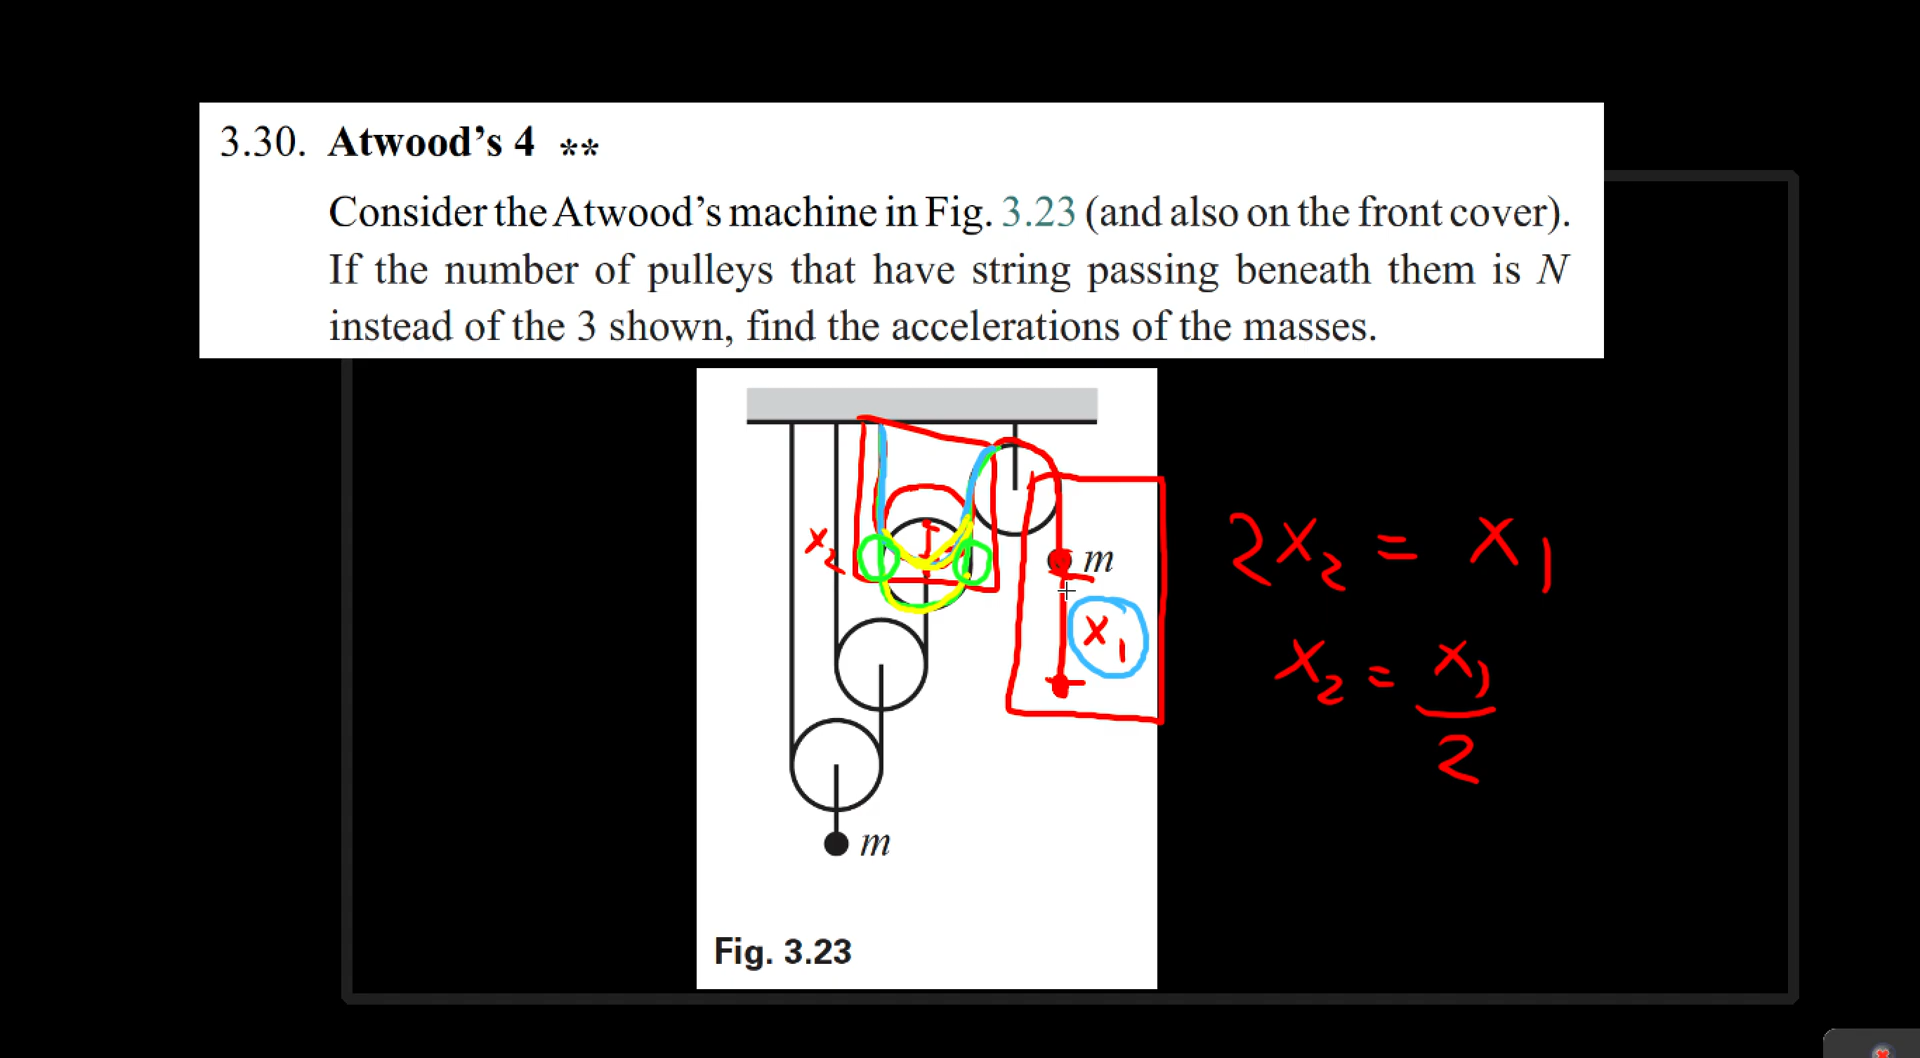 3.30. Atwood's 4 **
Consider the Atwood's machine in Fig. 3.23 (and also on the front cover).
If the number of pulleys that have string passing beneath them is N
instead of the 3 shown, find the accelerations of the masses.
x₂
m
x₁
2x₂ = x₁
x₂ = x₁/2
m
Fig. 3.23